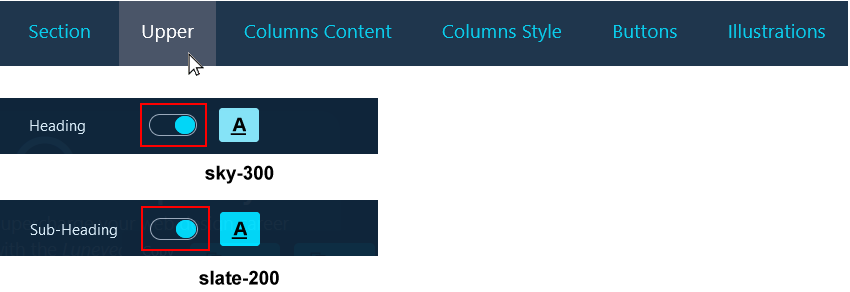 Section Upper Columns Content Columns Style Buttons Illustrations
Heading A
sky-300
Sub-Heading A
slate-200